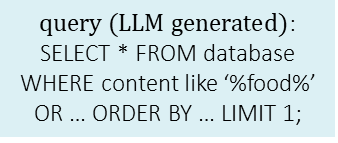 query (LLM generated):
SELECT * FROM database
WHERE content like ‘%food%’
OR … ORDER BY … LIMIT 1;